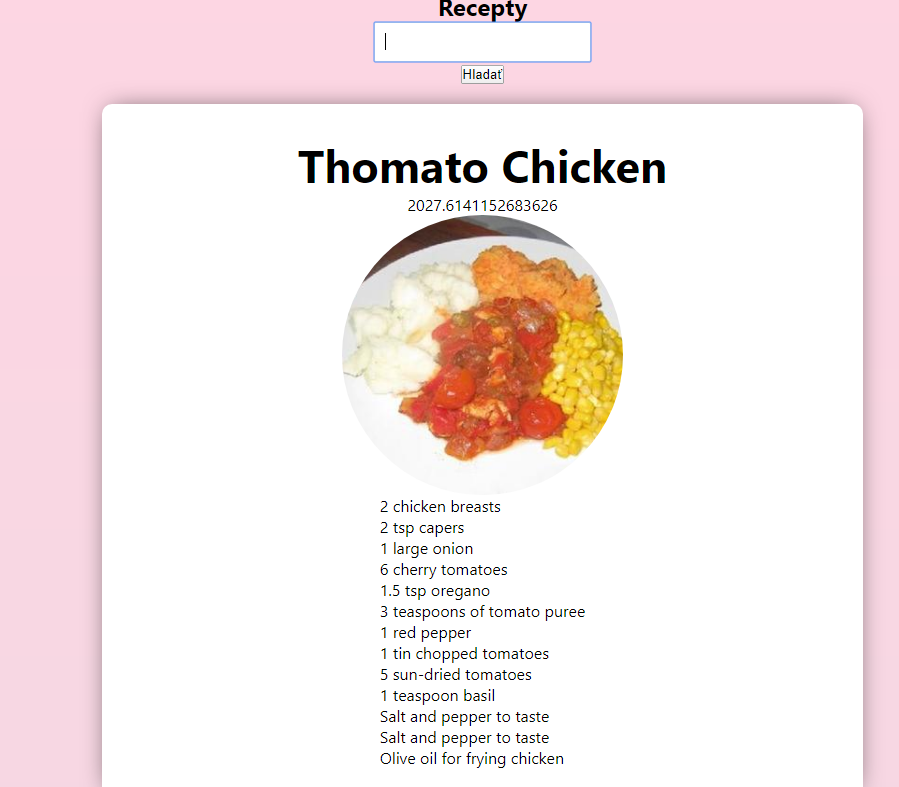 Recepty
Hladať
Thomato Chicken
2027.6141152683626
2 chicken breasts
2 tsp capers
1 large onion
6 cherry tomatoes
1.5 tsp oregano
3 teaspoons of tomato puree
1 red pepper
1 tin chopped tomatoes
5 sun-dried tomatoes
1 teaspoon basil
Salt and pepper to taste
Salt and pepper to taste
Olive oil for frying chicken